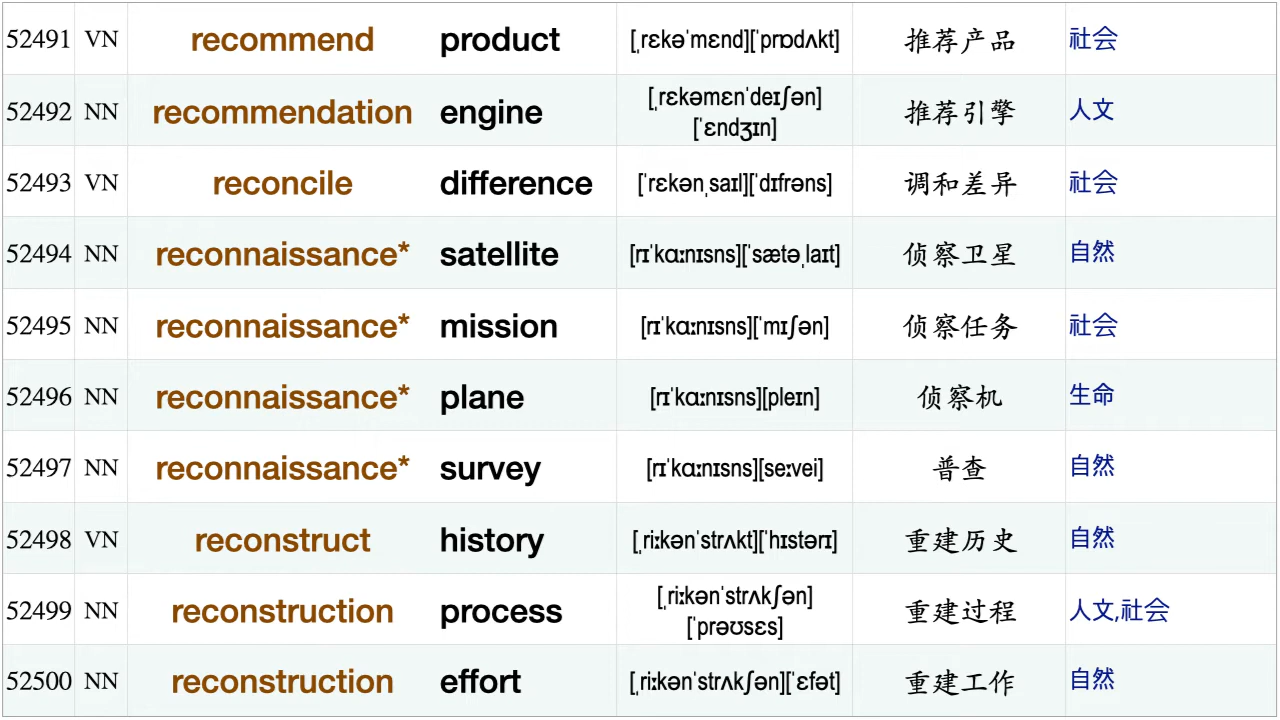 52491 VN recommend product [ˌrɛkəˈmɛnd][ˈprɒdʌkt] 推荐产品 社会
52492 NN recommendation engine [ˌrɛkəmɛnˈdeɪʃən] [ˈɛndʒɪn] 推荐引擎 人文
52493 VN reconcile difference [ˈrɛkənˌsaɪl][ˈdɪfrəns] 调和差异 社会
52494 NN reconnaissance* satellite [rɪˈkɑːnɪsns][ˈsætəˌlaɪt] 侦察卫星 自然
52495 NN reconnaissance* mission [rɪˈkɑːnɪsns][ˈmɪʃən] 侦察任务 社会
52496 NN reconnaissance* plane [rɪˈkɑːnɪsns][pleɪn] 侦察机 生命
52497 NN reconnaissance* survey [rɪˈkɑːnɪsns][seːvei] 普查 自然
52498 VN reconstruct history [ˌriːkənˈstrʌkt][ˈhɪstərɪ] 重建历史 自然
52499 NN reconstruction process [ˌriːkənˈstrʌkʃən] [ˈprəʊsɛs] 重建过程 人文,社会
52500 NN reconstruction effort [ˌriːkənˈstrʌkʃən][ˈɛfət] 重建工作 自然